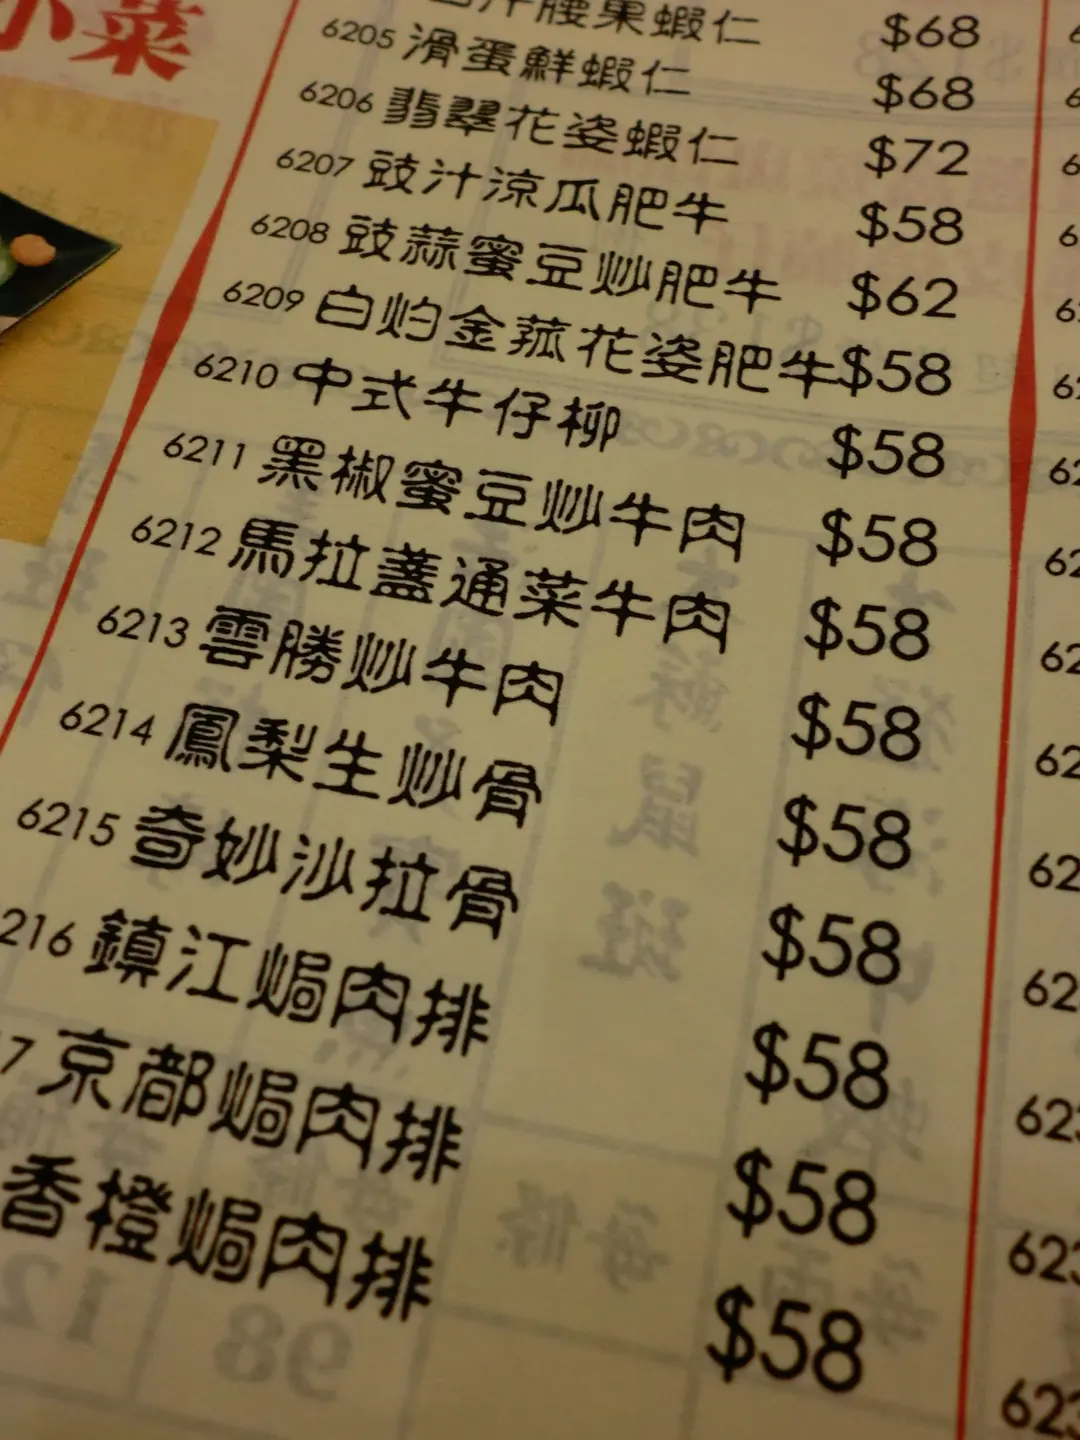 小菜
汁腰果蝦仁 $68
6205 滑蛋鮮蝦仁 $68
6206 翡翠花姿蝦仁 $72
6207 豉汁涼瓜肥牛 $58
6208 豉蒜蜜豆炒肥牛 $62
6209 白灼金菰花姿肥牛 $58
6210 中式牛仔柳 $58
6211 黑椒蜜豆炒牛肉 $58
6212 馬拉盞通菜牛肉 $58
6213 雲勝炒牛肉 $58
6214 鳳梨生炒骨 $58
6215 奇妙沙拉骨 $58
216 鎮江焗肉排 $58
7 京都焗肉排 $58
香橙焗肉排 $58